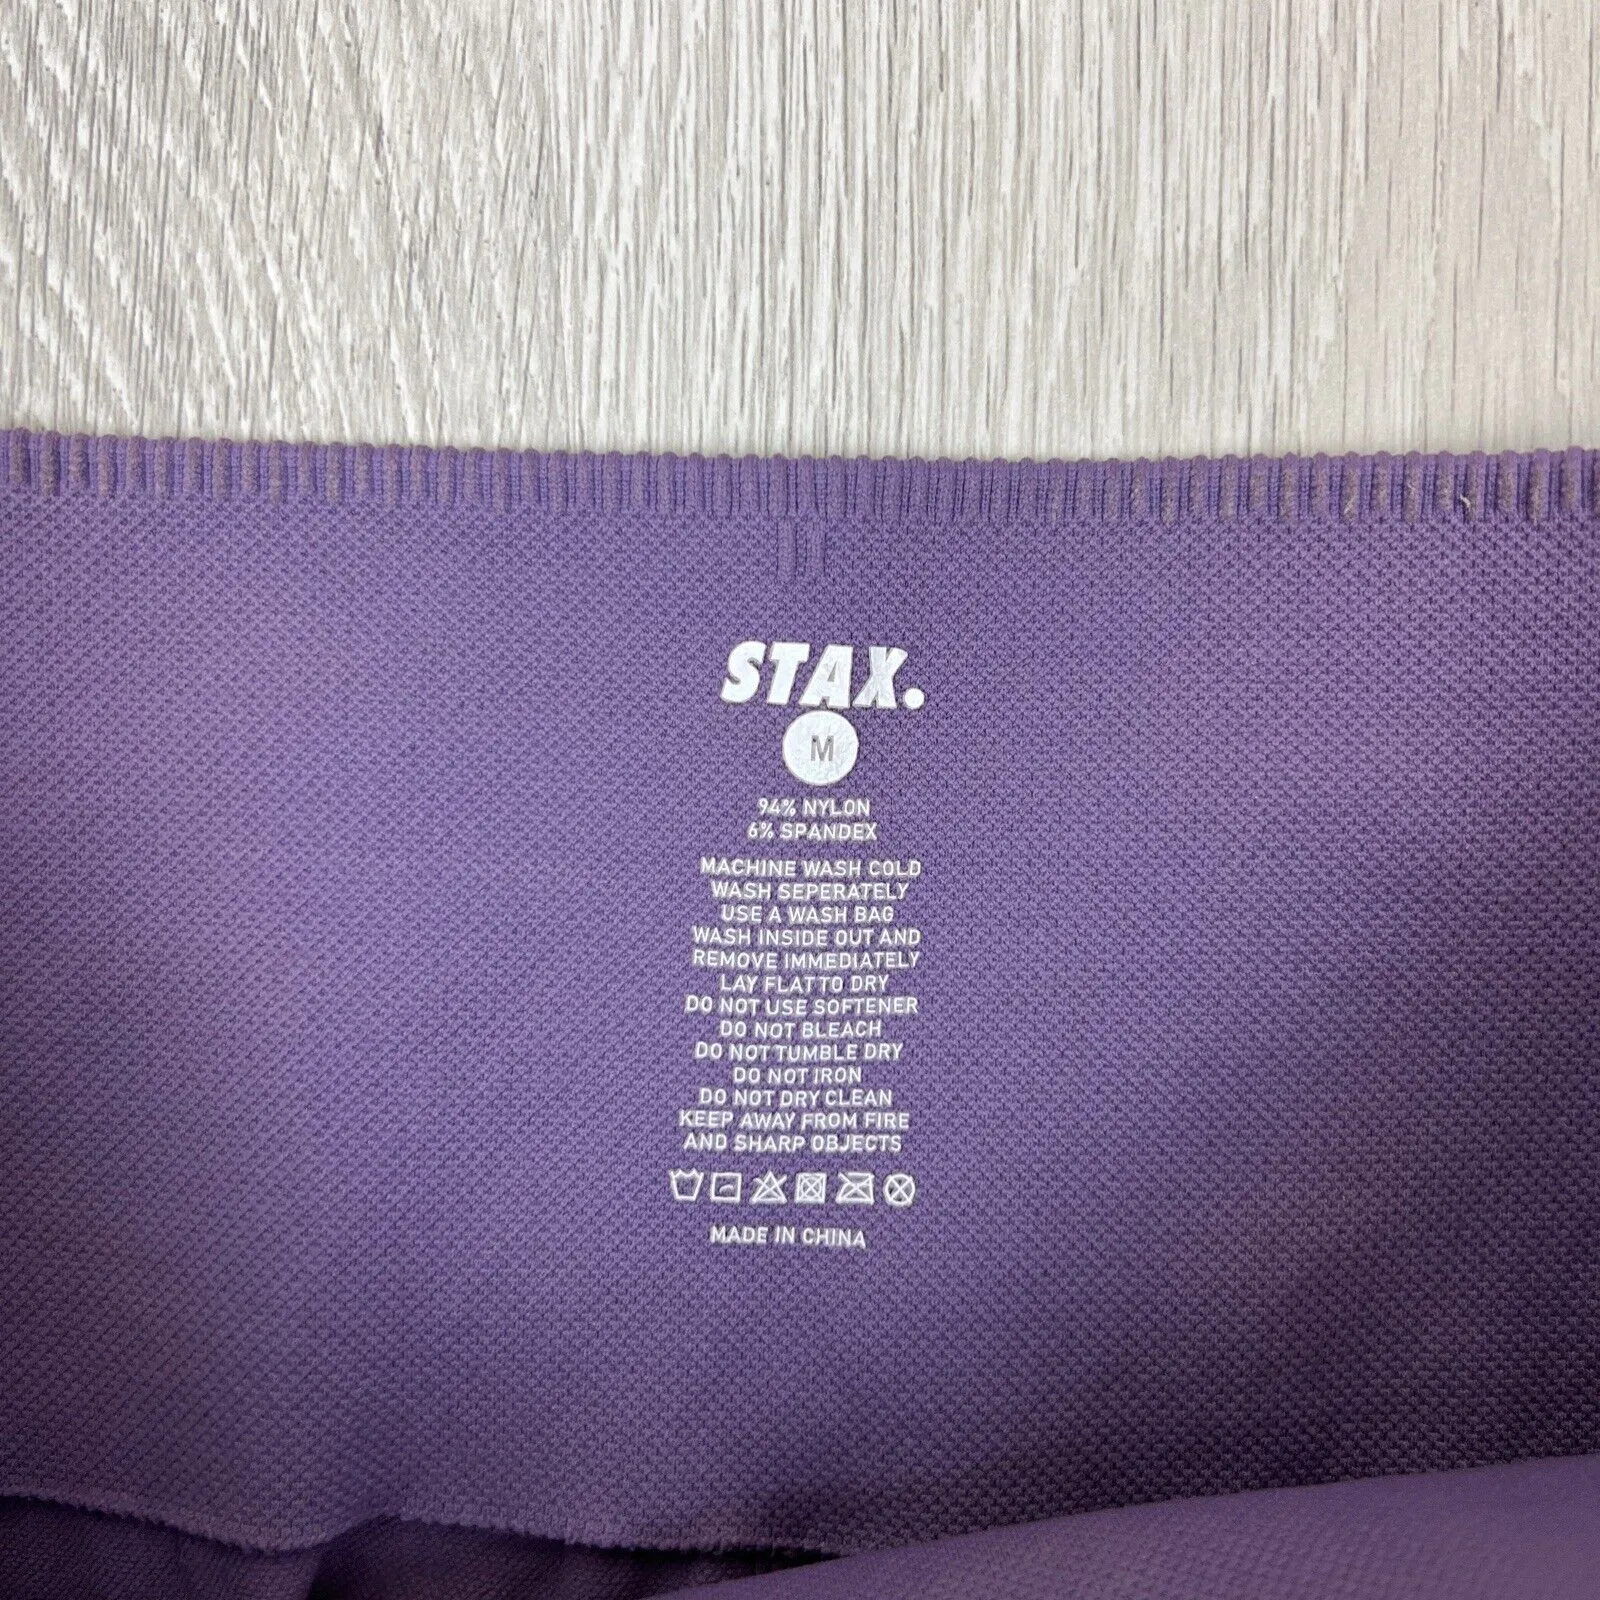 STAX.
M
94% NYLON
6% SPANDEX
MACHINE WASH COLD
WASH SEPERATELY
USE A WASH BAG
WASH INSIDE OUT AND
REMOVE IMMEDIATELY
LAY FLAT TO DRY
DO NOT USE SOFTENER
DO NOT BLEACH
DO NOT TUMBLE DRY
DO NOT IRON
DO NOT DRY CLEAN
KEEP AWAY FROM FIRE
AND SHARP OBJECTS
MADE IN CHINA